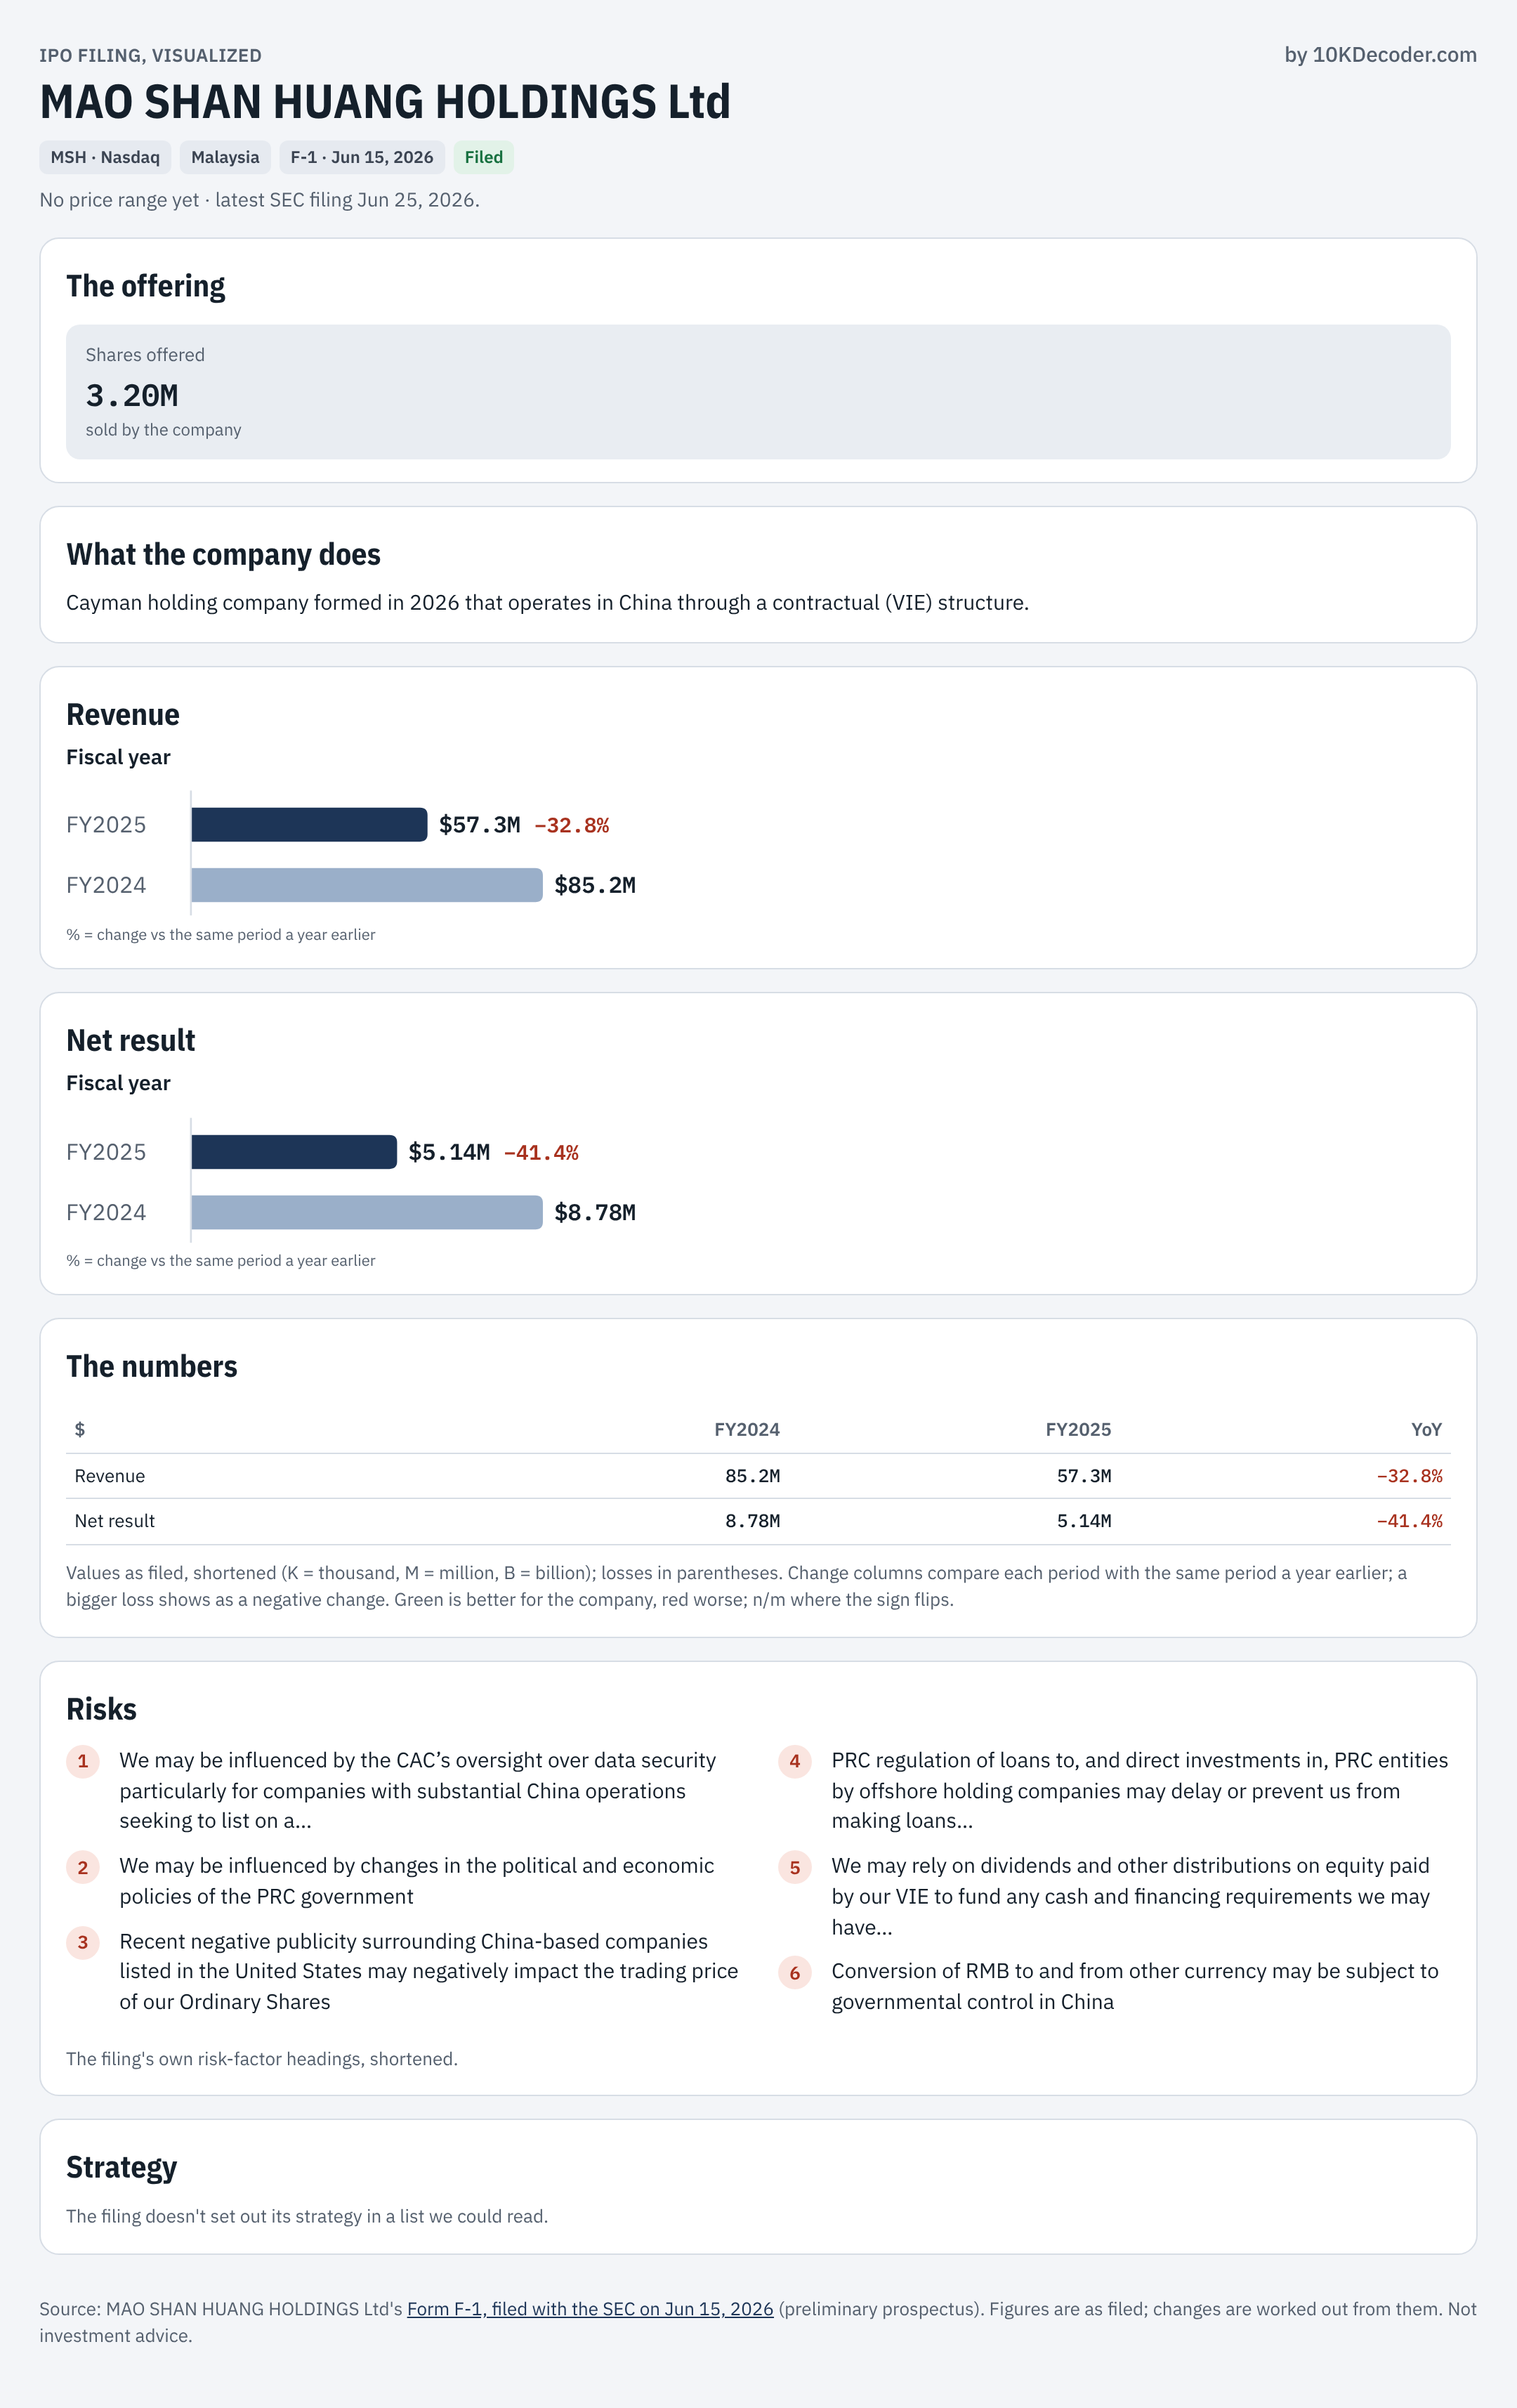 IPO FILING, VISUALIZED
by 10KDecoder.com
MAO SHAN HUANG HOLDINGS Ltd
MSH · Nasdaq
Malaysia
F-1 · Jun 15, 2026
Filed
No price range yet · latest SEC filing Jun 25, 2026.
The offering
Shares offered
3.20M
sold by the company
What the company does
Cayman holding company formed in 2026 that operates in China through a contractual (VIE) structure.
Revenue
Fiscal year
FY2025 $57.3M −32.8%
FY2024 $85.2M
% = change vs the same period a year earlier
Net result
Fiscal year
FY2025 $5.14M −41.4%
FY2024 $8.78M
% = change vs the same period a year earlier
The numbers
$ FY2024 FY2025 YoY
Revenue 85.2M 57.3M −32.8%
Net result 8.78M 5.14M −41.4%
Values as filed, shortened (K = thousand, M = million, B = billion); losses in parentheses. Change columns compare each period with the same period a year earlier; a
bigger loss shows as a negative change. Green is better for the company, red worse; n/m where the sign flips.
Risks
1 We may be influenced by the CAC’s oversight over data security
particularly for companies with substantial China operations
seeking to list on a…
2 We may be influenced by changes in the political and economic
policies of the PRC government
3 Recent negative publicity surrounding China-based companies
listed in the United States may negatively impact the trading price
of our Ordinary Shares
4 PRC regulation of loans to, and direct investments in, PRC entities
by offshore holding companies may delay or prevent us from
making loans…
5 We may rely on dividends and other distributions on equity paid
by our VIE to fund any cash and financing requirements we may
have…
6 Conversion of RMB to and from other currency may be subject to
governmental control in China
The filing's own risk-factor headings, shortened.
Strategy
The filing doesn't set out its strategy in a list we could read.
Source: MAO SHAN HUANG HOLDINGS Ltd's Form F-1, filed with the SEC on Jun 15, 2026 (preliminary prospectus). Figures are as filed; changes are worked out from them. Not
investment advice.